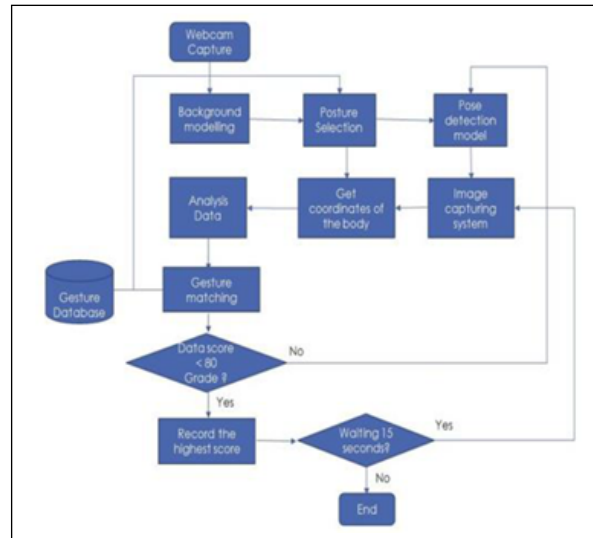 Webcam
Capture
Background
modelling
Posture
Selection
Pose
detection
model
Analysis
Data
Get
coordinates of
the body
Image
capturing
system
Gesture
Database
Gesture
matching
Data score
< 80
Grade ?
No
Yes
Record the
highest score
Waiting 15
seconds?
Yes
No
End